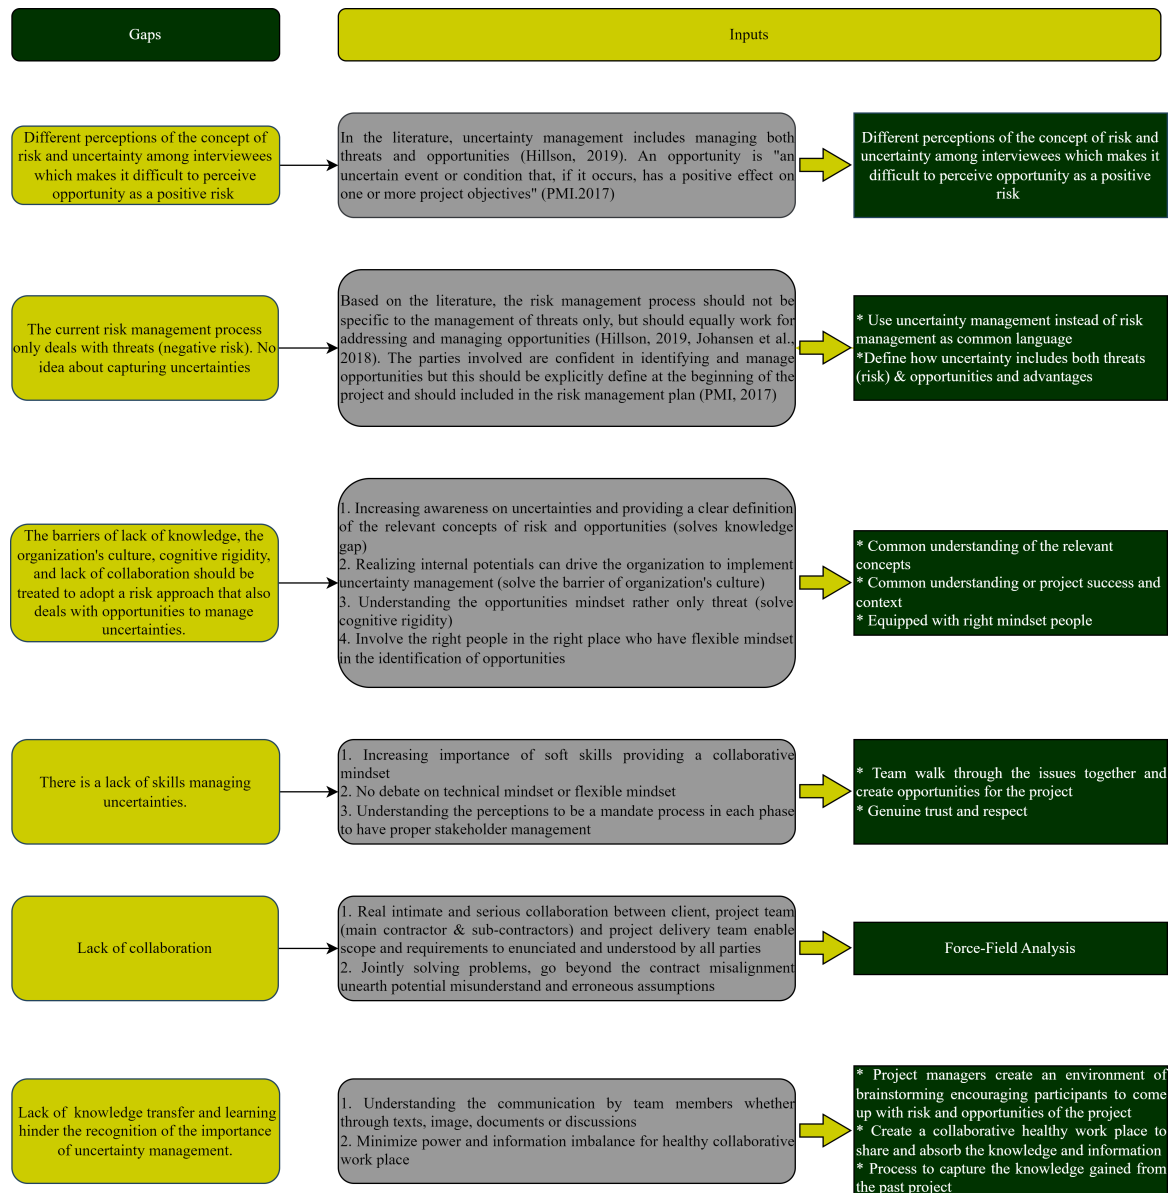 Gaps
Inputs
Different perceptions of the concept of
risk and uncertainty among interviewees
which makes it difficult to perceive
opportunity as a positive risk
In the literature, uncertainty management includes managing both
threats and opportunities (Hillson, 2019). An opportunity is "an
uncertain event or condition that, if it occurs, has a positive effect on
one or more project objectives" (PMI.2017)
Different perceptions of the concept of risk and
uncertainty among interviewees which makes it
difficult to perceive opportunity as a positive
risk
The current risk management process
only deals with threats (negative risk). No
idea about capturing uncertainties
Based on the literature, the risk management process should not be
specific to the management of threats only, but should equally work for
addressing and managing opportunities (Hillson, 2019, Johansen et al.,
2018). The parties involved are confident in identifying and manage
opportunities but this should be explicitly define at the beginning of the
project and should included in the risk management plan (PMI, 2017)
* Use uncertainty management instead of risk
management as common language
*Define how uncertainty includes both threats
(risk) & opportunities and advantages
The barriers of lack of knowledge, the
organization's culture, cognitive rigidity,
and lack of collaboration should be
treated to adopt a risk approach that also
deals with opportunities to manage
uncertainties.
1. Increasing awareness on uncertainties and providing a clear definition
of the relevant concepts of risk and opportunities (solves knowledge
gap)
2. Realizing internal potentials can drive the organization to implement
uncertainty management (solve the barrier of organization's culture)
3. Understanding the opportunities mindset rather only threat (solve
cognitive rigidity)
4. Involve the right people in the right place who have flexible mindset
in the identification of opportunities
* Common understanding of the relevant
concepts
* Common understanding or project success and
context
* Equipped with right mindset people
There is a lack of skills managing
uncertainties.
1. Increasing importance of soft skills providing a collaborative
mindset
2. No debate on technical mindset or flexible mindset
3. Understanding the perceptions to be a mandate process in each phase
to have proper stakeholder management
* Team walk through the issues together and
create opportunities for the project
* Genuine trust and respect
Lack of collaboration
1. Real intimate and serious collaboration between client, project team
(main contractor & sub-contractors) and project delivery team enable
scope and requirements to enunciated and understood by all parties
2. Jointly solving problems, go beyond the contract misalignment
unearth potential misunderstand and erroneous assumptions
Force-Field Analysis
Lack of knowledge transfer and learning
hinder the recognition of the importance
of uncertainty management.
1. Understanding the communication by team members whether
through texts, image, documents or discussions
2. Minimize power and information imbalance for healthy collaborative
work place
* Project managers create an environment of
brainstorming encouraging participants to come
up with risk and opportunities of the project
* Create a collaborative healthy work place to
share and absorb the knowledge and information
* Process to capture the knowledge gained from
the past project